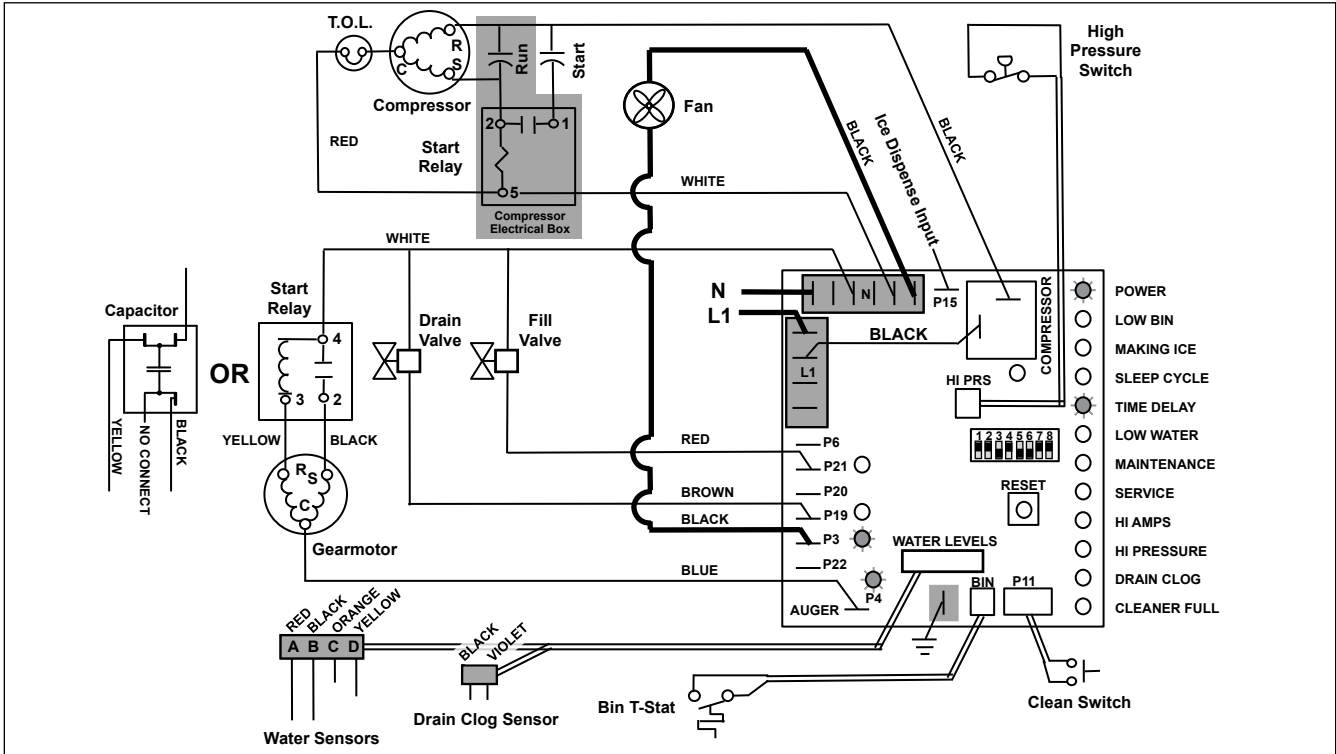 T.O.L.
R
S
C
Compressor
Run
Start
2
1
5
Start
Relay
Compressor
Electrical Box
RED
WHITE
Fan
BLACK
Ice Dispense Input
BLACK
High
Pressure
Switch
WHITE
Capacitor
YELLOW
NO CONNECT
BLACK
OR
Start
Relay
4
3
2
YELLOW
BLACK
R
S
C
Gearmotor
Drain
Valve
Fill
Valve
RED
BROWN
BLACK
BLUE
N
L1
N
P15
BLACK
L1
COMPRESSOR
HI PRS
1 2 3 4 5 6 7 8
RESET
P6
P21
P20
P19
P3
P22
P4
AUGER
WATER LEVELS
BIN
P11
POWER
LOW BIN
MAKING ICE
SLEEP CYCLE
TIME DELAY
LOW WATER
MAINTENANCE
SERVICE
HI AMPS
HI PRESSURE
DRAIN CLOG
CLEANER FULL
RED
BLACK
ORANGE
YELLOW
A B C D
Water Sensors
BLACK
VIOLET
Drain Clog Sensor
Bin T-Stat
Clean Switch